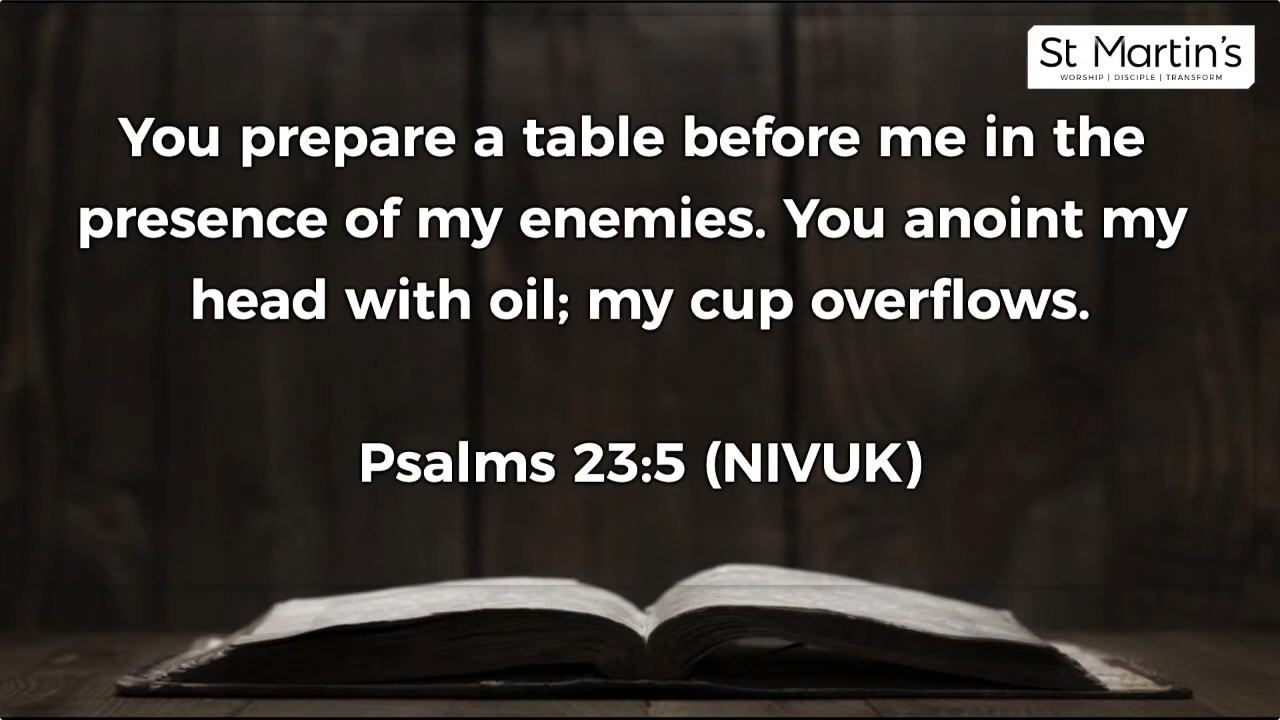 St Martin's
WORSHIP | DISCIPLE | TRANSFORM
You prepare a table before me in the
presence of my enemies. You anoint my
head with oil; my cup overflows.
Psalms 23:5 (NIVUK)